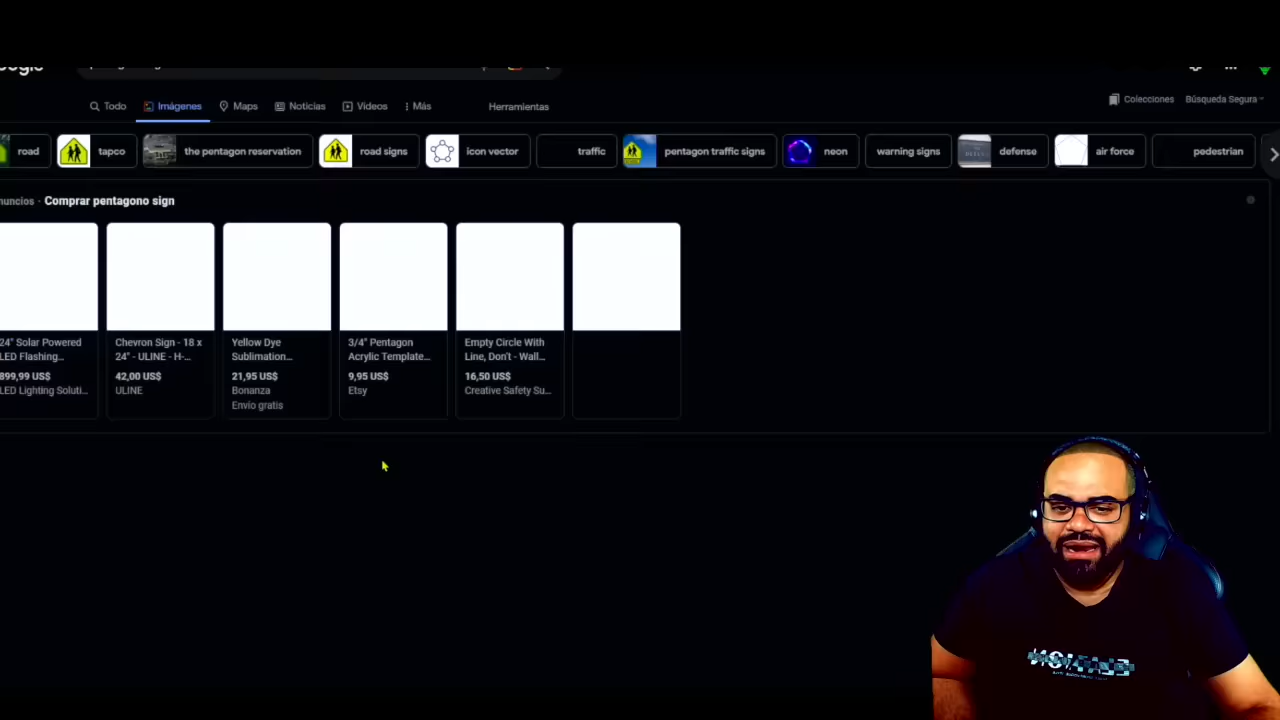 Todo Imágenes Maps Noticias Vídeos Más Herramientas Colecciones Búsqueda Segura
road tapco the pentagon reservation road signs icon vector traffic pentagon traffic signs neon warning signs defense air force pedestrian
Comprar pentagono sign
24" Solar Powered
LED Flashing...
899,99 US$
LED Lighting Soluti...
Chevron Sign - 18 x
24" - ULINE - H-...
42,00 US$
ULINE
Yellow Dye
Sublimation...
21,95 US$
Bonanza
Envío gratis
3/4" Pentagon
Acrylic Template...
9,95 US$
Etsy
Empty Circle With
Line, Don't - Wall...
16,50 US$
Creative Safety Su...